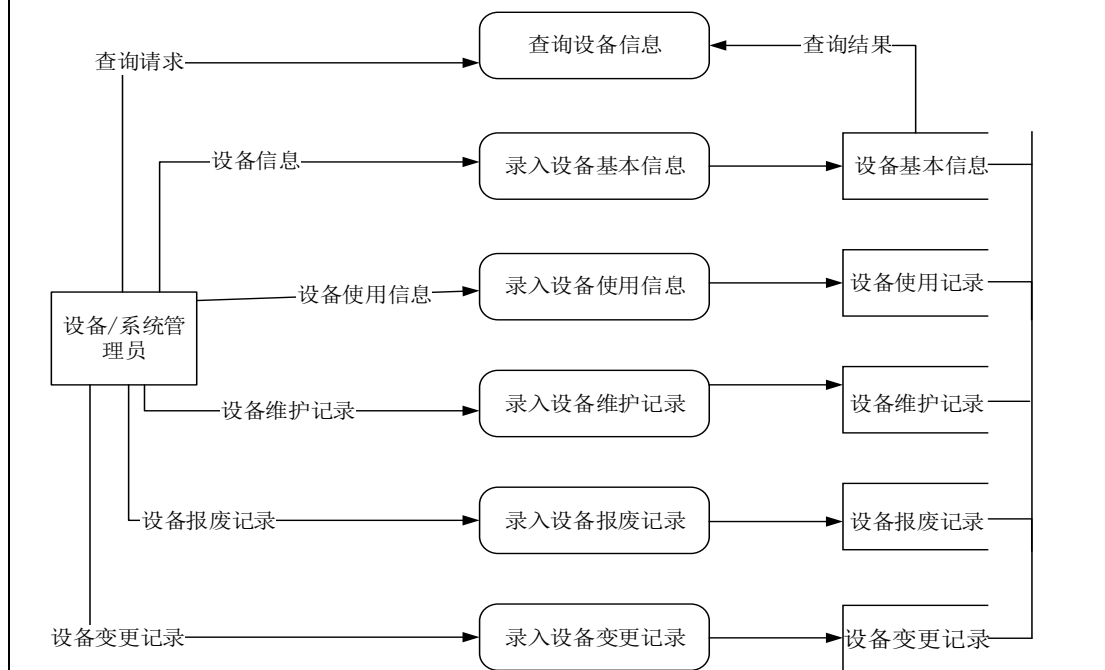 查询请求
查询设备信息
查询结果
设备信息
录入设备基本信息
设备基本信息
设备使用信息
录入设备使用信息
设备使用记录
设备/系统管
理员
设备维护记录
录入设备维护记录
设备维护记录
设备报废记录
录入设备报废记录
设备报废记录
设备变更记录
录入设备变更记录
设备变更记录